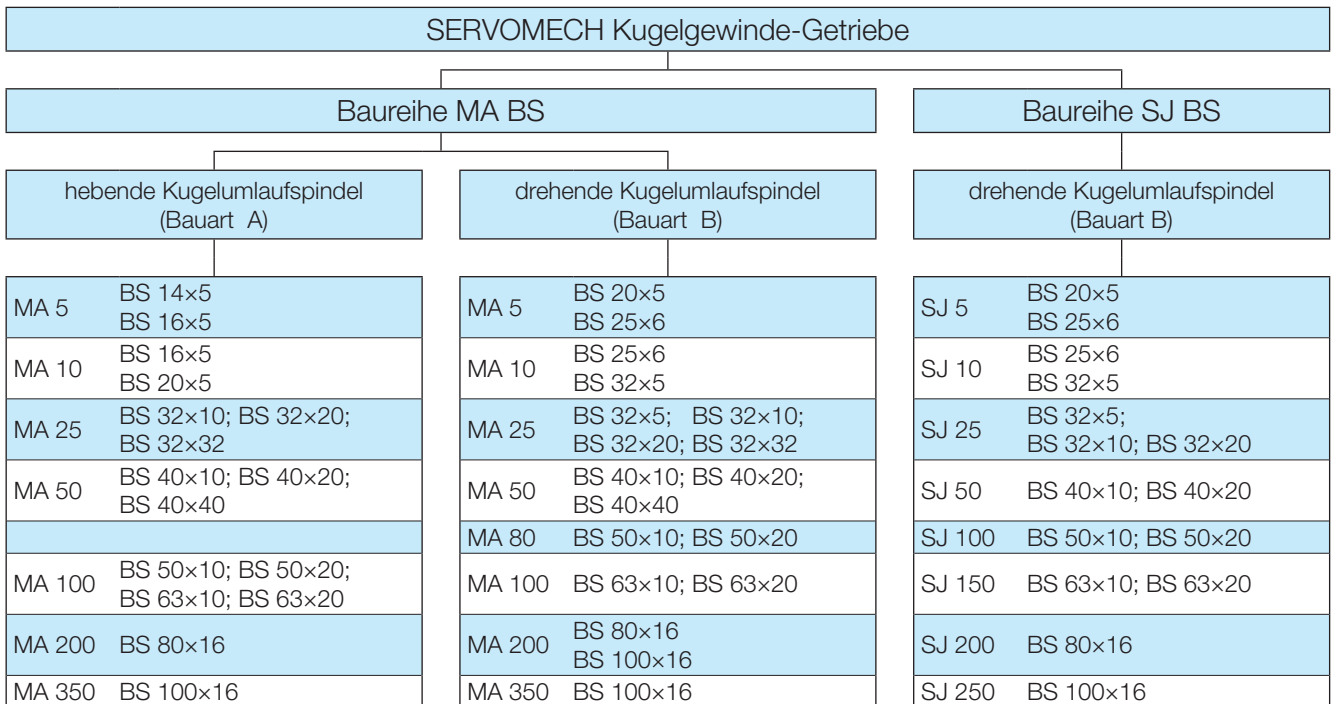 SERVOMECH Kugelgewinde-Getriebe
Baureihe MA BS
Baureihe SJ BS
hebende Kugelumlaufspindel
(Bauart A)
drehende Kugelumlaufspindel
(Bauart B)
drehende Kugelumlaufspindel
(Bauart B)
MA 5
BS 14×5
BS 16×5
MA 10
BS 16×5
BS 20×5
MA 25
BS 32×10; BS 32×20;
BS 32×32
MA 50
BS 40×10; BS 40×20;
BS 40×40
MA 100
BS 50×10; BS 50×20;
BS 63×10; BS 63×20
MA 200 BS 80×16
MA 350 BS 100×16
MA 5
BS 20×5
BS 25×6
MA 10
BS 25×6
BS 32×5
MA 25
BS 32×5; BS 32×10;
BS 32×20; BS 32×32
MA 50
BS 40×10; BS 40×20;
BS 40×40
MA 80 BS 50×10; BS 50×20
MA 100 BS 63×10; BS 63×20
MA 200
BS 80×16
BS 100×16
MA 350 BS 100×16
SJ 5
BS 20×5
BS 25×6
SJ 10
BS 25×6
BS 32×5
SJ 25
BS 32×5;
BS 32×10; BS 32×20
SJ 50 BS 40×10; BS 40×20
SJ 100 BS 50×10; BS 50×20
SJ 150 BS 63×10; BS 63×20
SJ 200 BS 80×16
SJ 250 BS 100×16